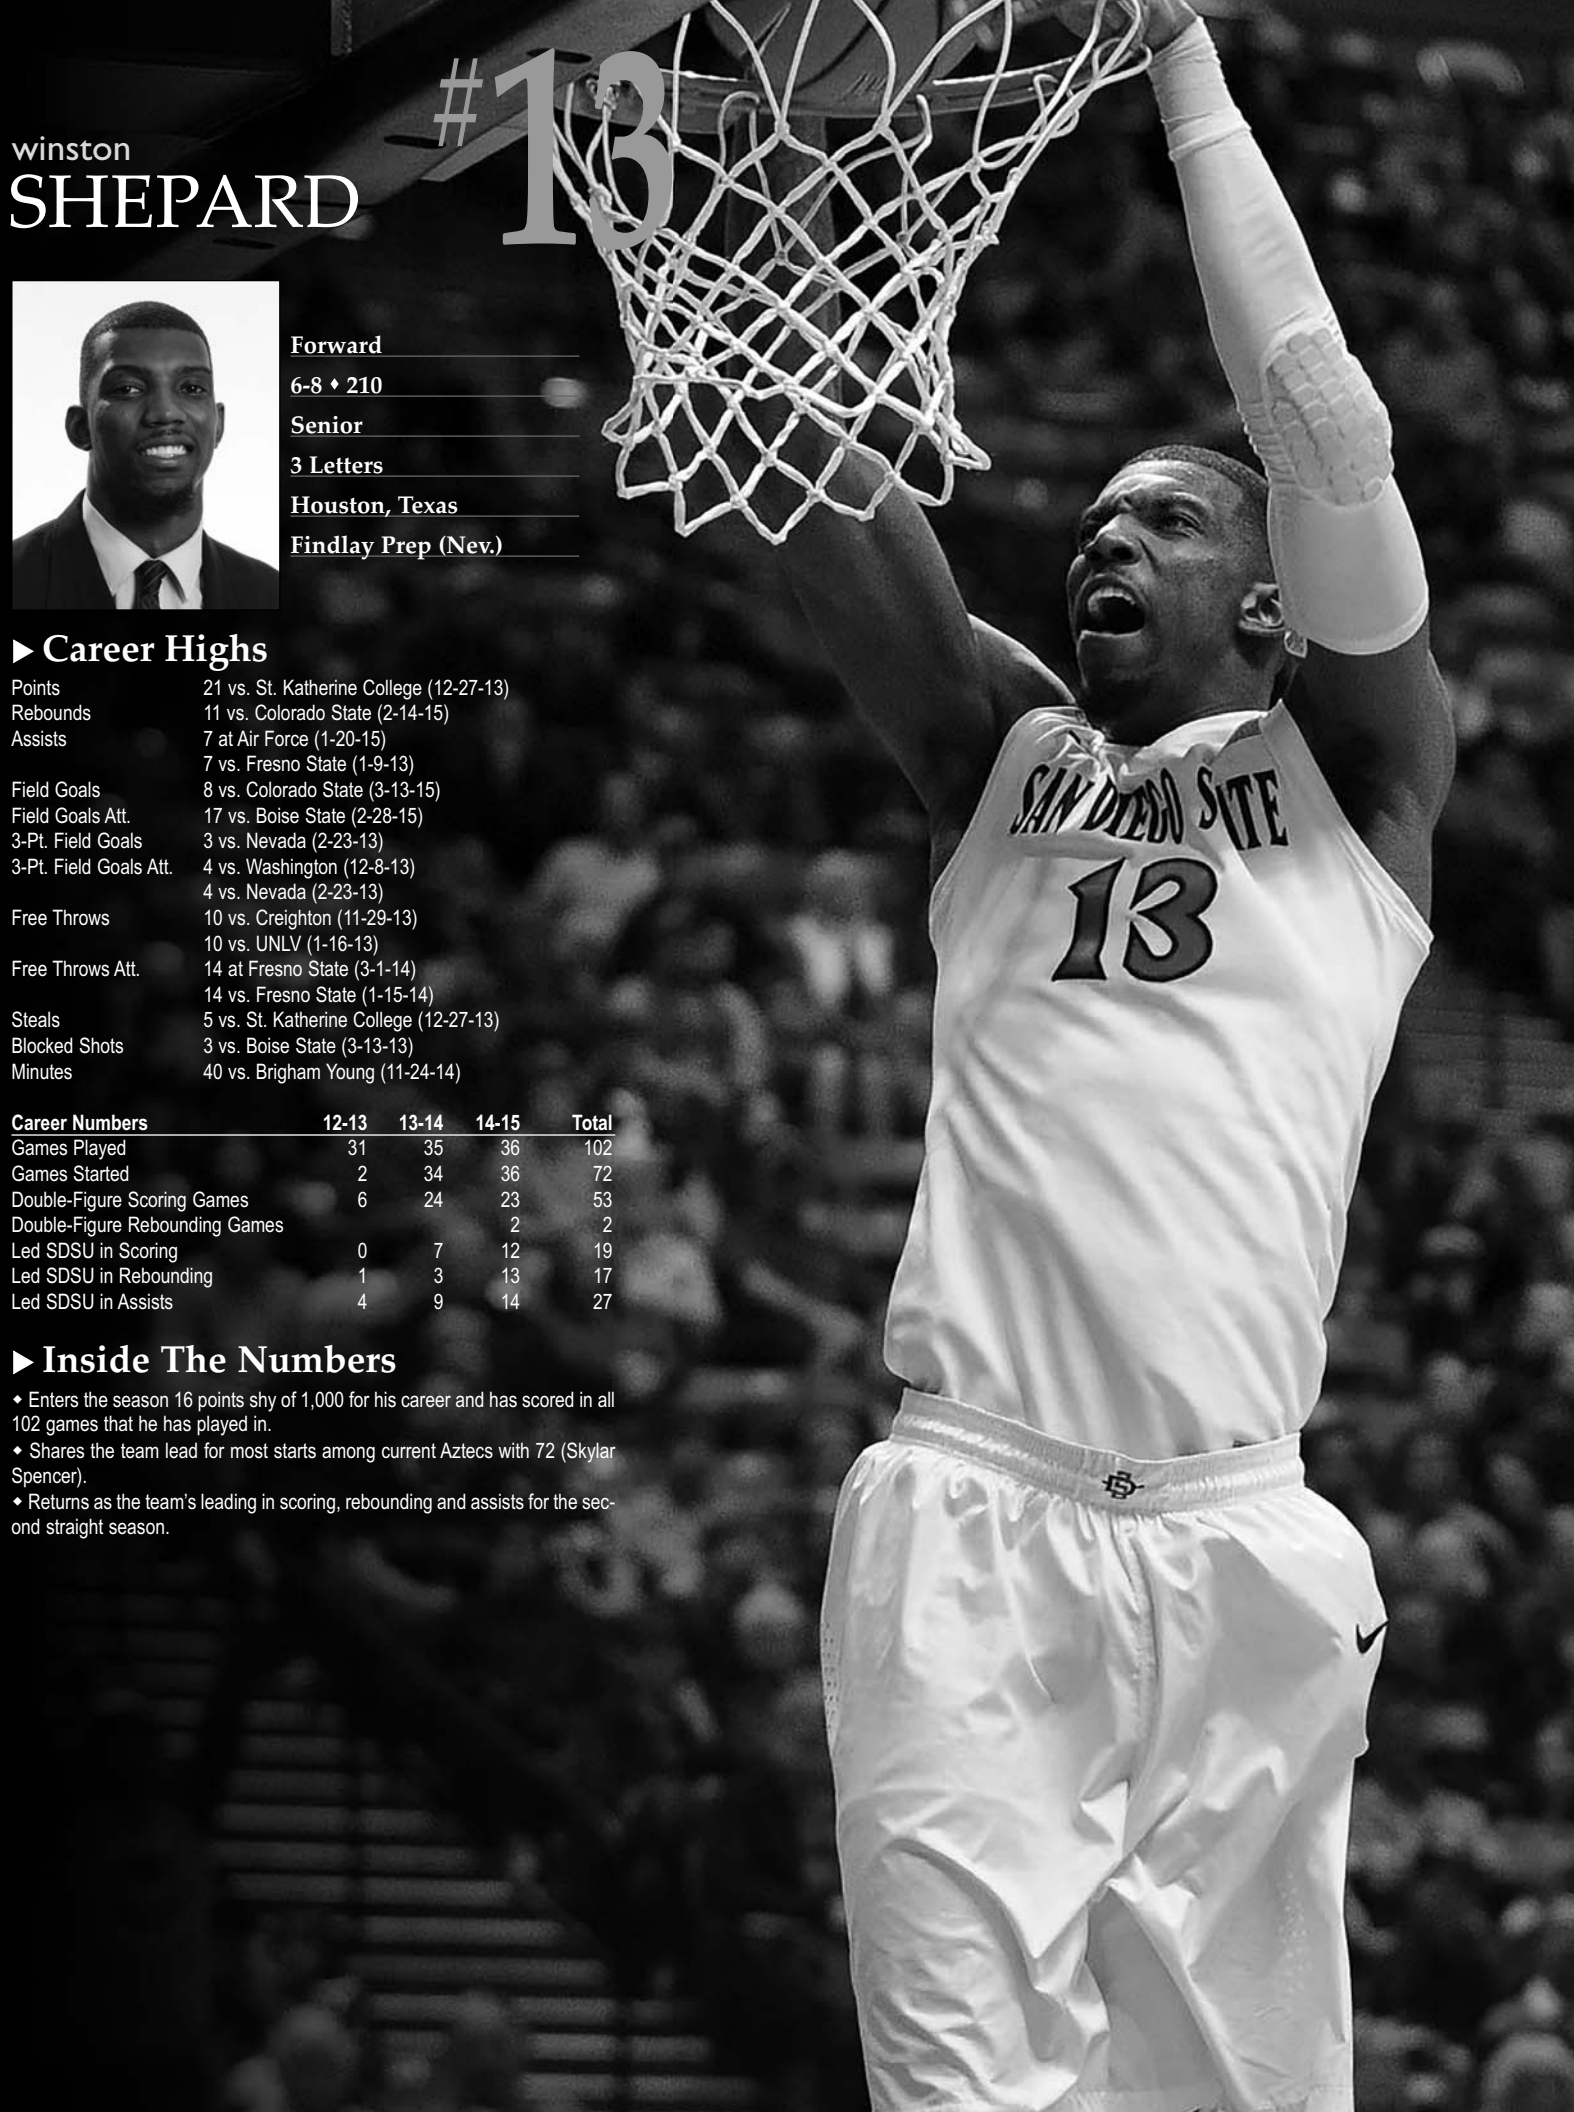 #13
winston
SHEPARD
Forward
6-8 ♦ 210
Senior
3 Letters
Houston, Texas
Findlay Prep (Nev.)
▶ Career Highs
Points 21 vs. St. Katherine College (12-27-13)
Rebounds 11 vs. Colorado State (2-14-15)
Assists 7 at Air Force (1-20-15)
7 vs. Fresno State (1-9-13)
Field Goals 8 vs. Colorado State (3-13-15)
Field Goals Att. 17 vs. Boise State (2-28-15)
3-Pt. Field Goals 3 vs. Nevada (2-23-13)
3-Pt. Field Goals Att. 4 vs. Washington (12-8-13)
4 vs. Nevada (2-23-13)
Free Throws 10 vs. Creighton (11-29-13)
10 vs. UNLV (1-16-13)
Free Throws Att. 14 at Fresno State (3-1-14)
14 vs. Fresno State (1-15-14)
Steals 5 vs. St. Katherine College (12-27-13)
Blocked Shots 3 vs. Boise State (3-13-13)
Minutes 40 vs. Brigham Young (11-24-14)
Career Numbers 12-13 13-14 14-15 Total
Games Played 31 35 36 102
Games Started 2 34 36 72
Double-Figure Scoring Games 6 24 23 53
Double-Figure Rebounding Games 2 2
Led SDSU in Scoring 0 7 12 19
Led SDSU in Rebounding 1 3 13 17
Led SDSU in Assists 4 9 14 27
▶ Inside The Numbers
♦ Enters the season 16 points shy of 1,000 for his career and has scored in all
102 games that he has played in.
♦ Shares the team lead for most starts among current Aztecs with 72 (Skylar
Spencer).
♦ Returns as the team's leading in scoring, rebounding and assists for the sec-
ond straight season.
SAN DIEGO STATE
13